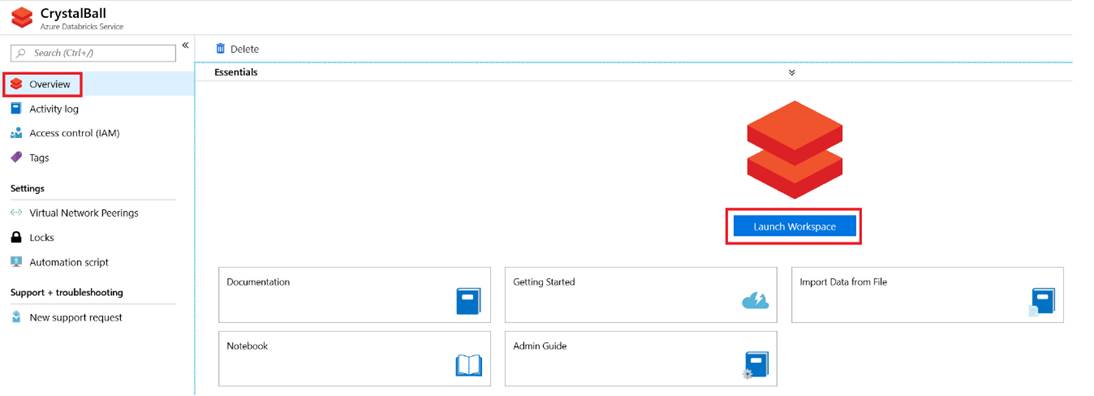 CrystalBall
Azure Databricks Service
Search (Ctrl+/)
Overview
Activity log
Access control (IAM)
Tags
Settings
Virtual Network Peerings
Locks
Automation script
Support + troubleshooting
New support request
Delete
Essentials
Launch Workspace
Documentation
Getting Started
Import Data from File
Notebook
Admin Guide